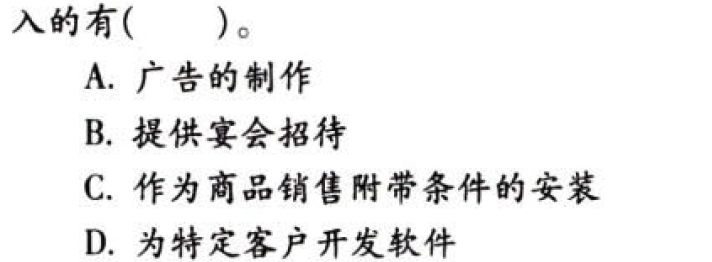 入的有(  )。
A. 广告的制作
B. 提供宴会招待
C. 作为商品销售附带条件的安装
D. 为特定客户开发软件